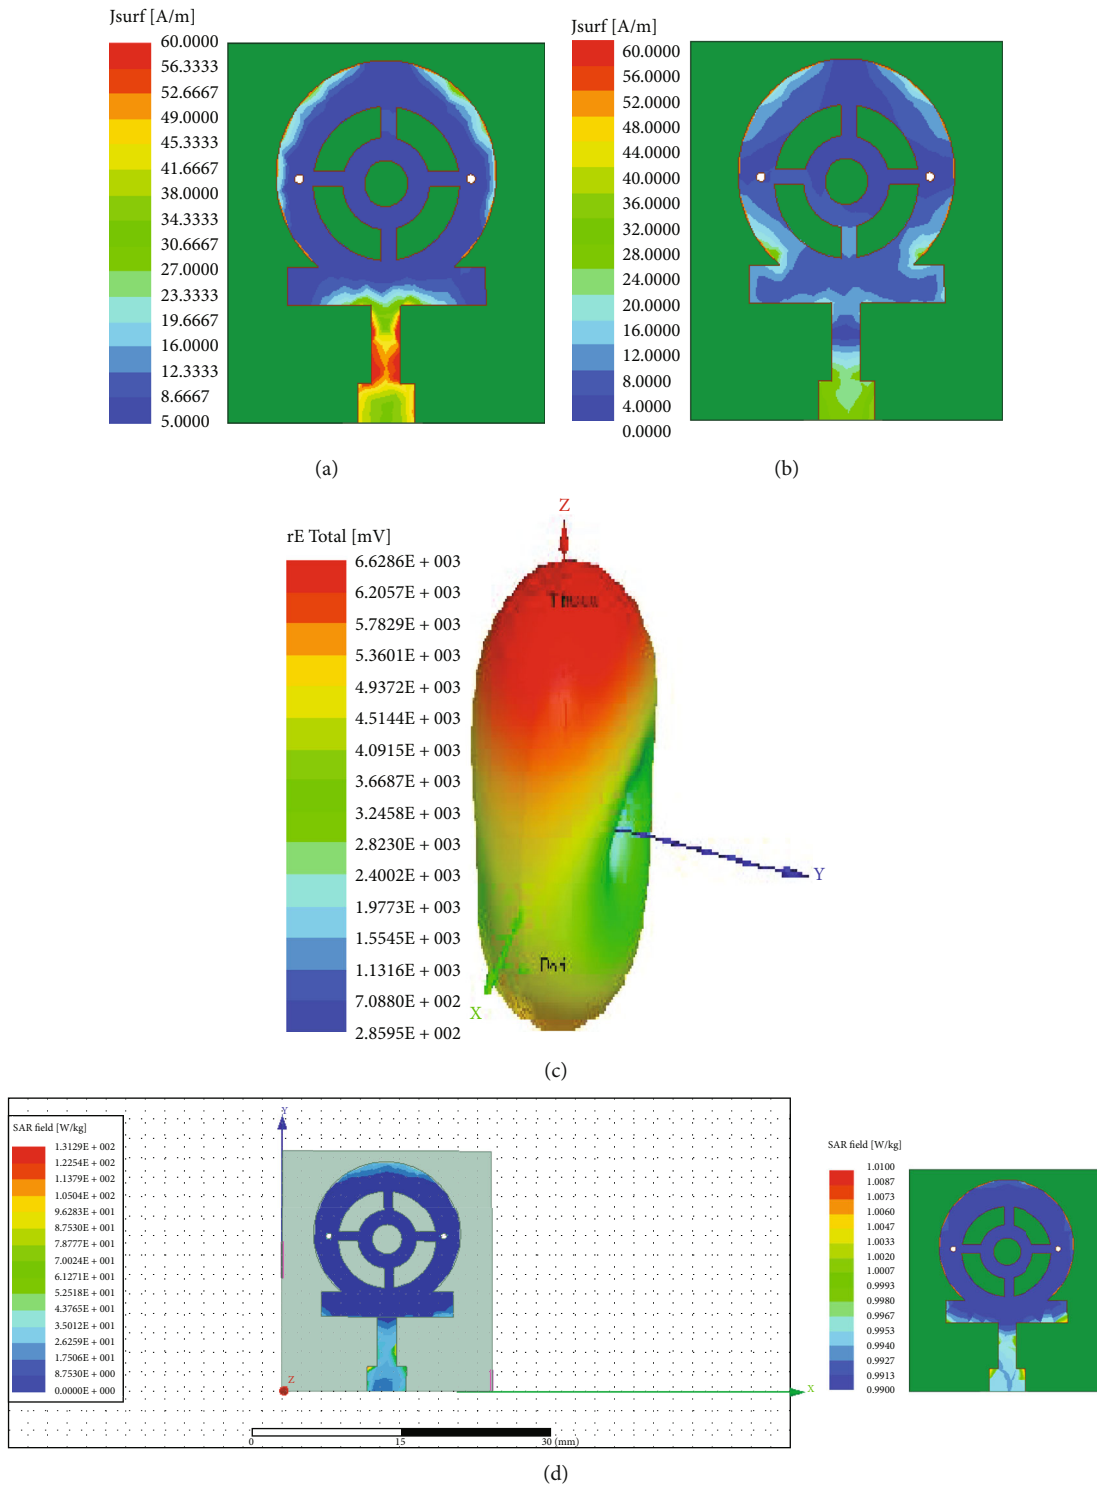 Jsurf [A/m]
60.0000
56.3333
52.6667
49.0000
45.3333
41.6667
38.0000
34.3333
30.6667
27.0000
23.3333
19.6667
16.0000
12.3333
8.6667
5.0000
(a)
Jsurf [A/m]
60.0000
56.0000
52.0000
48.0000
44.0000
40.0000
36.0000
32.0000
28.0000
24.0000
20.0000
16.0000
12.0000
8.0000
4.0000
0.0000
(b)
rE Total [mV]
6.6286E + 003
6.2057E + 003
5.7829E + 003
5.3601E + 003
4.9372E + 003
4.5144E + 003
4.0915E + 003
3.6687E + 003
3.2458E + 003
2.8230E + 003
2.4002E + 003
1.9773E + 003
1.5545E + 003
1.1316E + 003
7.0880E + 002
2.8595E + 002
Z
Y
X
(c)
SAR field [W/kg]
1.3129E + 002
1.2254E + 002
1.1379E + 002
1.0504E + 002
9.6283E + 001
8.7530E + 001
7.8777E + 001
7.0024E + 001
6.1271E + 001
5.2518E + 001
4.3765E + 001
3.5012E + 001
2.6259E + 001
1.7506E + 001
8.7530E + 000
0.0000E + 000
Y
Z
X
0 15 30 (mm)
SAR field [W/kg]
1.0100
1.0087
1.0073
1.0060
1.0047
1.0033
1.0020
1.0007
0.9993
0.9980
0.9967
0.9953
0.9940
0.9927
0.9913
0.9900
(d)